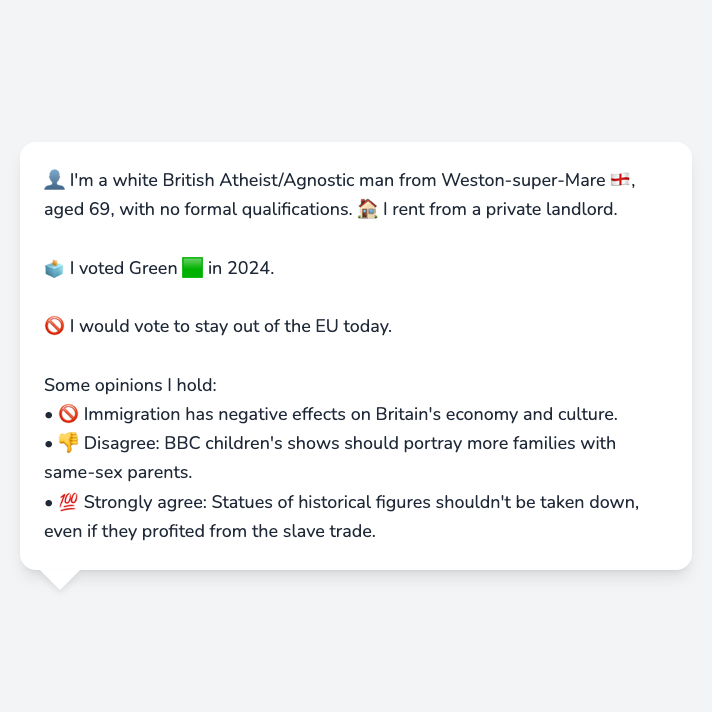 👤 I'm a white British Atheist/Agnostic man from Weston-super-Mare 🏴󠁧󠁢󠁥󠁮󠁧󠁿,
aged 69, with no formal qualifications. 🏠 I rent from a private landlord.
🗳️ I voted Green 🟩 in 2024.
🚫 I would vote to stay out of the EU today.
Some opinions I hold:
• 🚫 Immigration has negative effects on Britain's economy and culture.
• 👎 Disagree: BBC children's shows should portray more families with
same-sex parents.
• 💯 Strongly agree: Statues of historical figures shouldn't be taken down,
even if they profited from the slave trade.